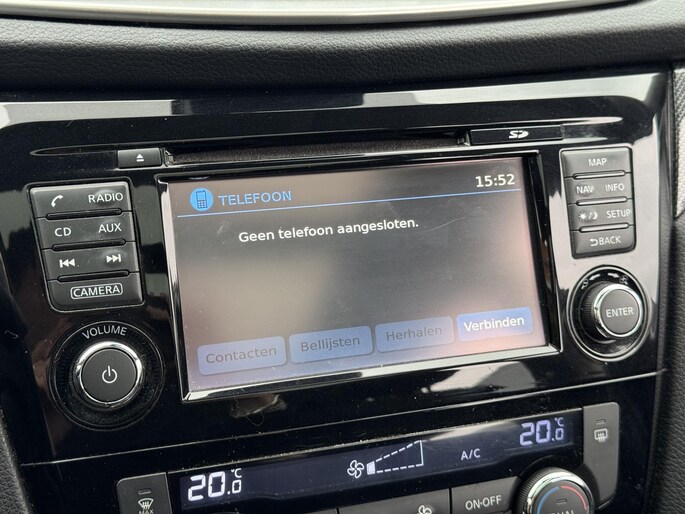 SD
MAP
NAV INFO
SETUP
BACK
RADIO
CD AUX
CAMERA
VOLUME
TELEFOON 15:52
Geen telefoon aangesloten.
Contacten Bellijsten Herhalen Verbinden
ENTER
20.0 °C
A/C
20.0 °C
MAX
ON·OFF